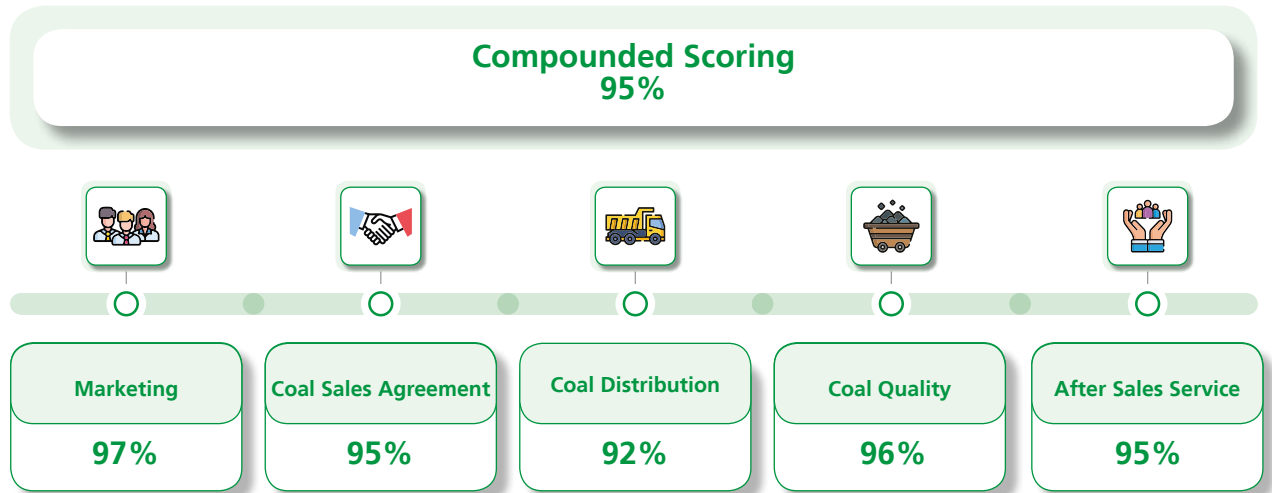 Compounded Scoring
95%
Marketing
97%
Coal Sales Agreement
95%
Coal Distribution
92%
Coal Quality
96%
After Sales Service
95%